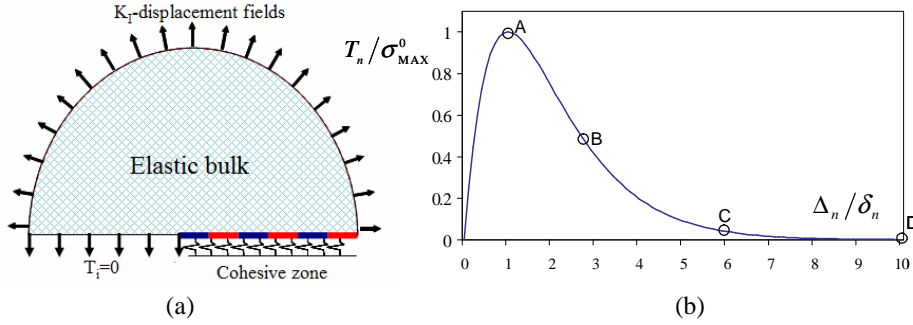 K_I-displacement fields
Elastic bulk
T_i=0
Cohesive zone
(a)
T_n/σ⁰_MAX
1
0.8
0.6
0.4
0.2
0
A
B
C
D
Δ_n/δ_n
0 1 2 3 4 5 6 7 8 9 10
(b)